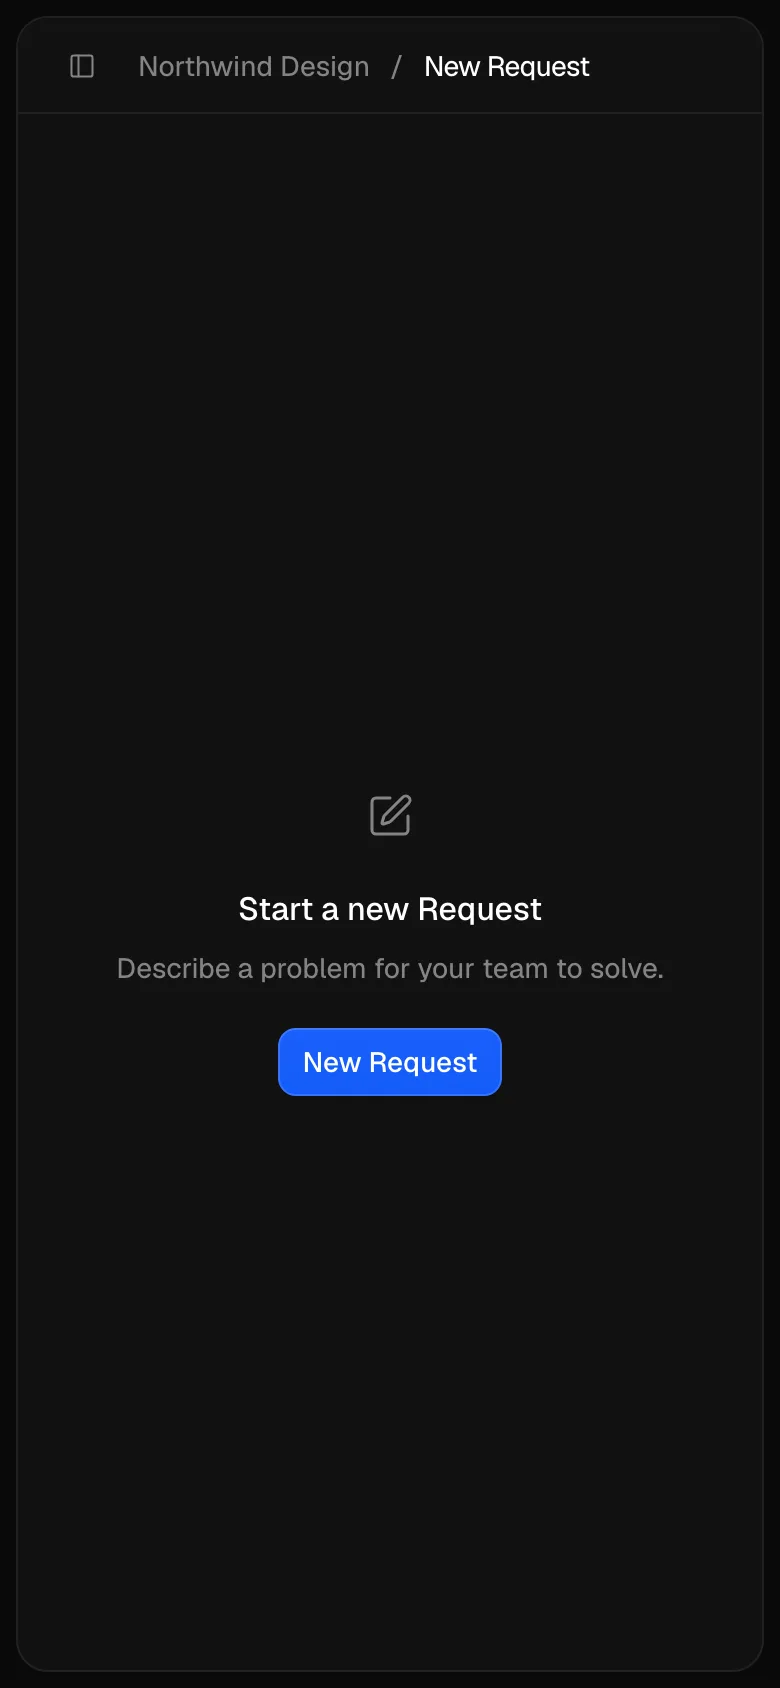 Northwind Design / New Request
Start a new Request
Describe a problem for your team to solve.
New Request